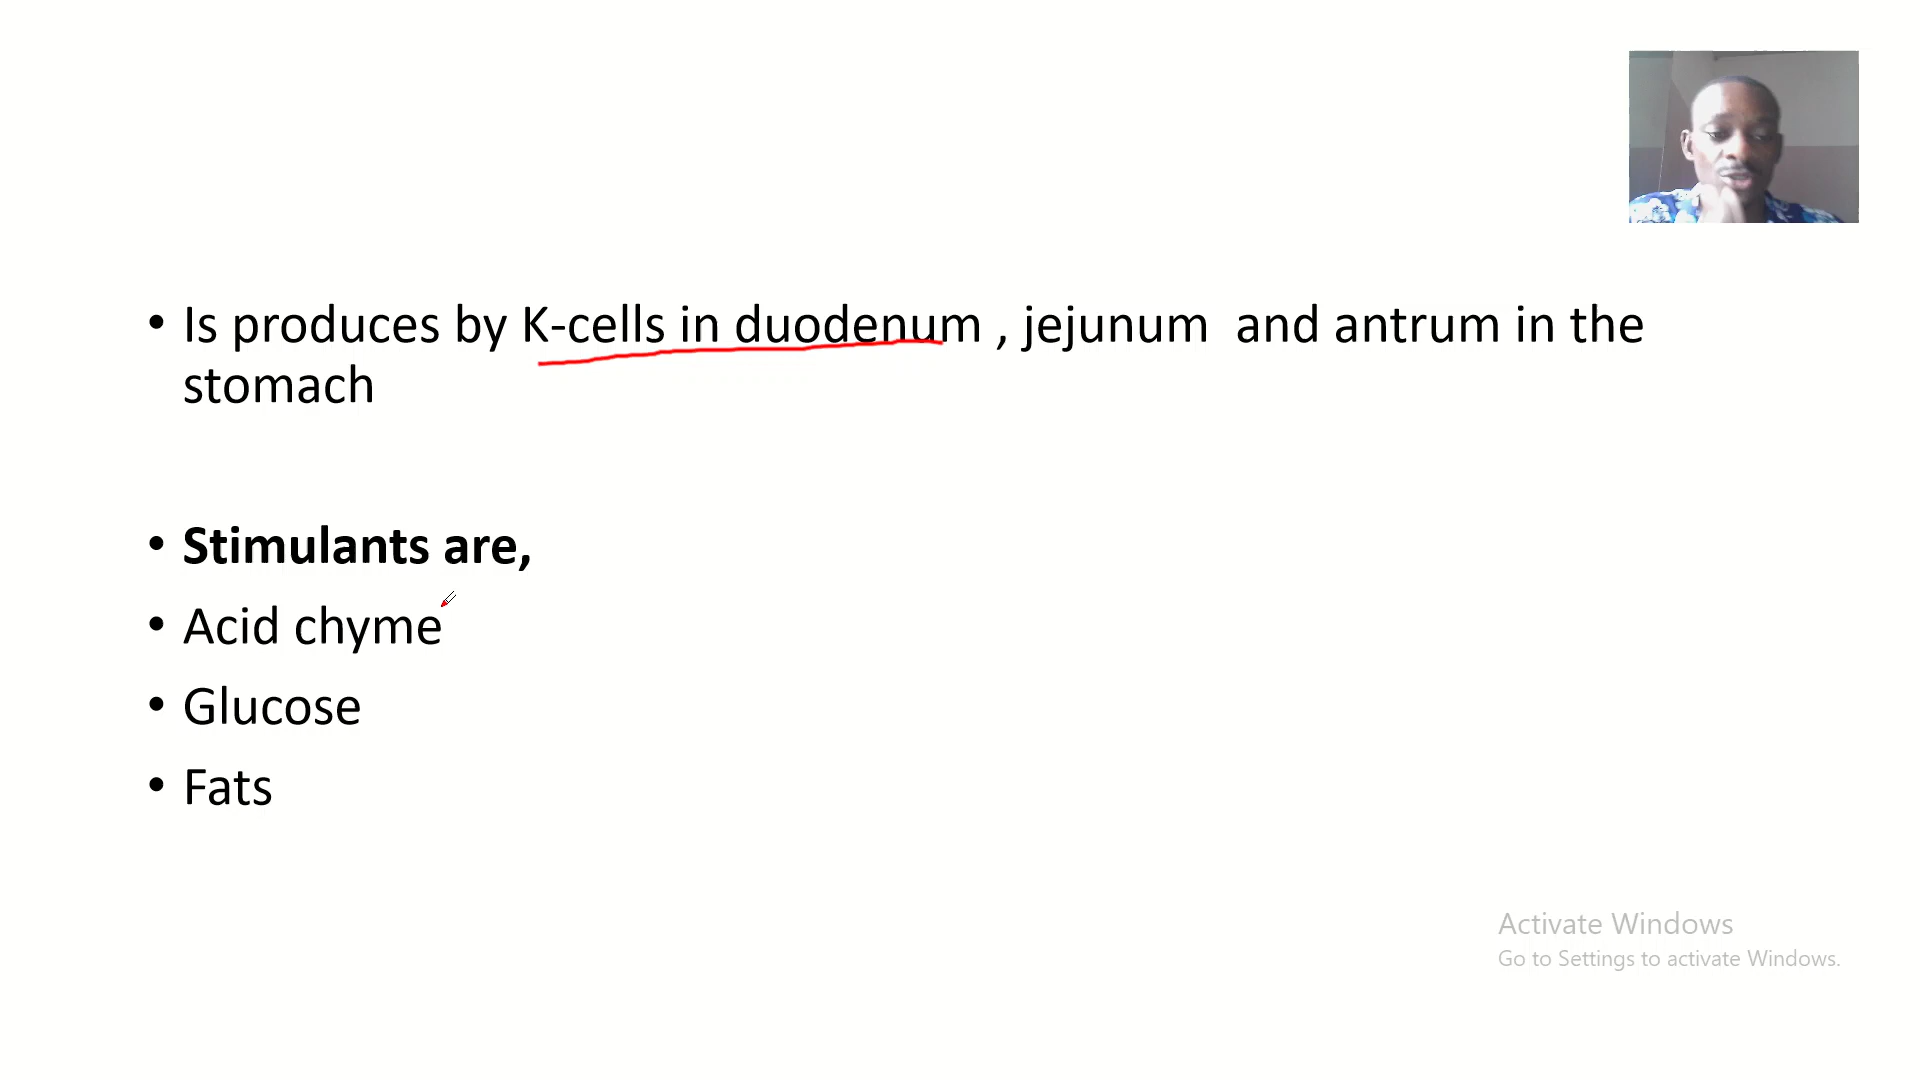 • Is produces by K-cells in duodenum , jejunum  and antrum in the
stomach
• Stimulants are,
• Acid chyme
• Glucose
• Fats
Activate Windows
Go to Settings to activate Windows.